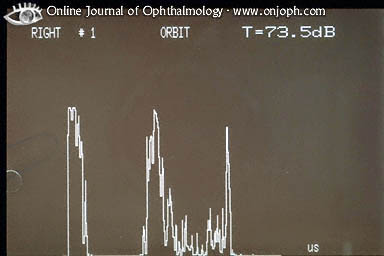 Online Journal of Ophthalmology · www.onjoph.com
RIGHT # 1 ORBIT T=73.5dB
us